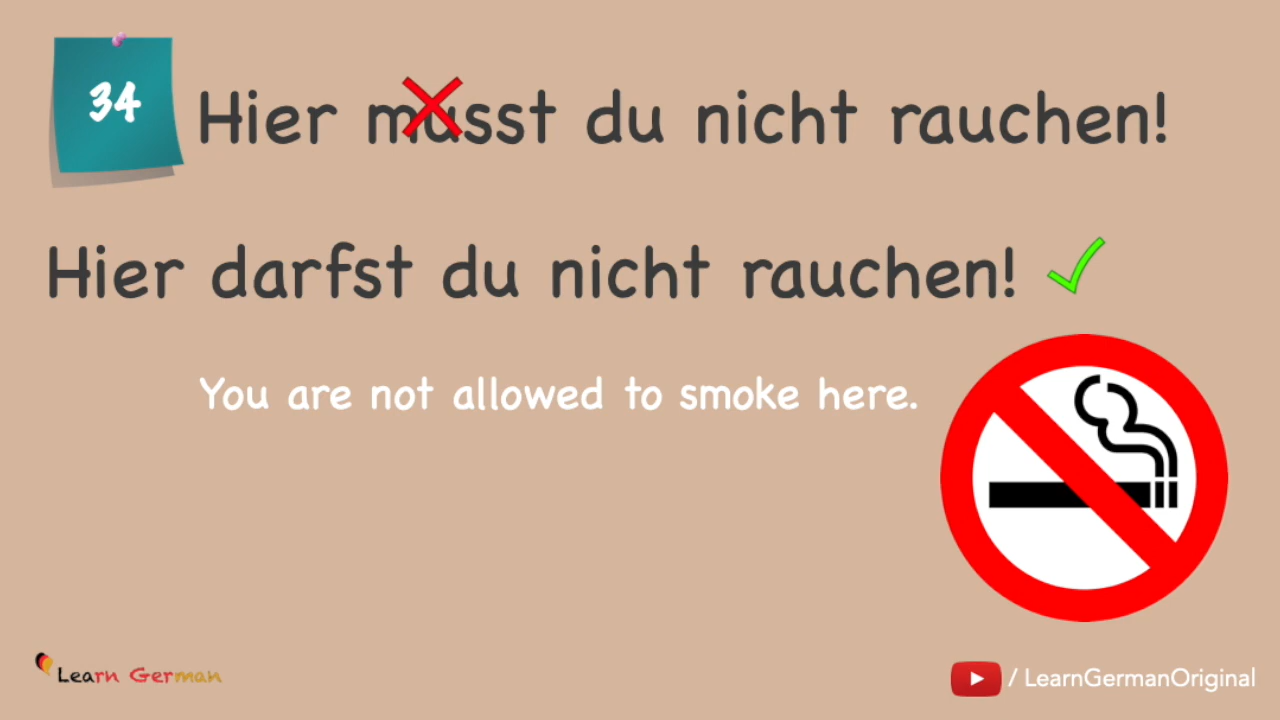 34
Hier musst du nicht rauchen!
Hier darfst du nicht rauchen!
You are not allowed to smoke here.
Learn German
/ LearnGermanOriginal